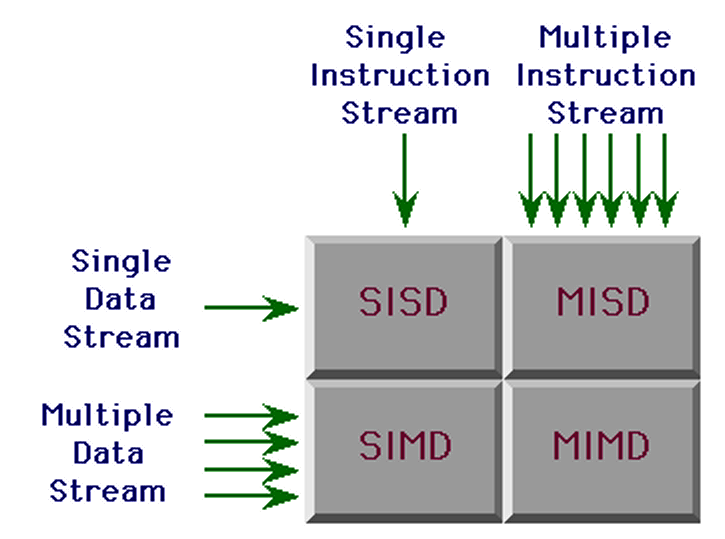 Single
Instruction
Stream
Multiple
Instruction
Stream
Single
Data
Stream
SISD
MISD
Multiple
Data
Stream
SIMD
MIMD